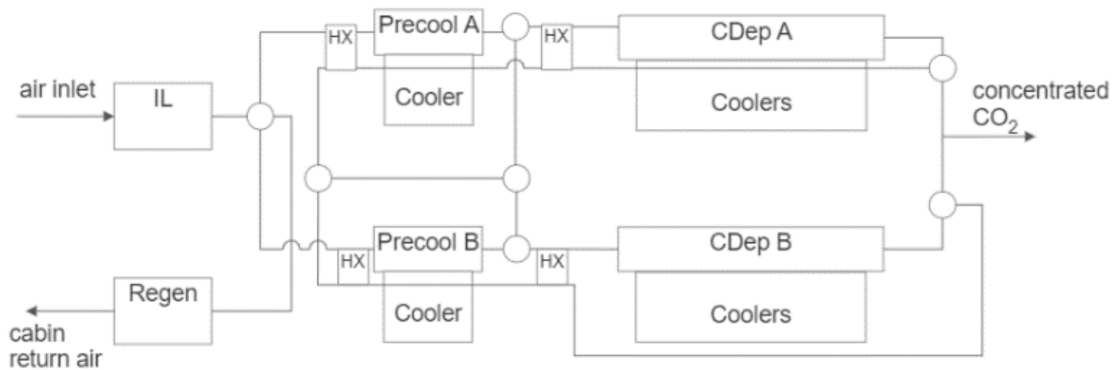 HX
Precool A
HX
CDep A
air inlet
IL
Cooler
Coolers
concentrated
CO₂
HX
Precool B
HX
CDep B
Regen
Cooler
Coolers
cabin
return air